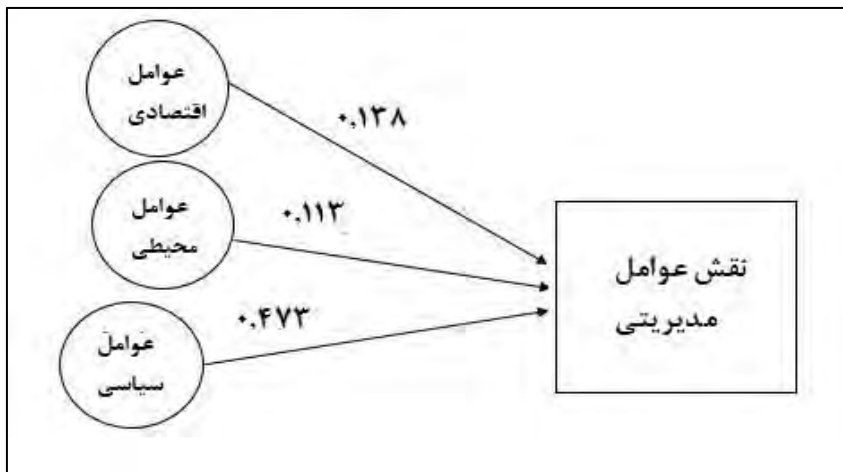 عوامل
اقتصادی
۰,۱۳۸
عوامل
محیطی
۰,۱۱۳
عوامل
سیاسی
۰,۴۷۳
نقش عوامل
مدیریتی